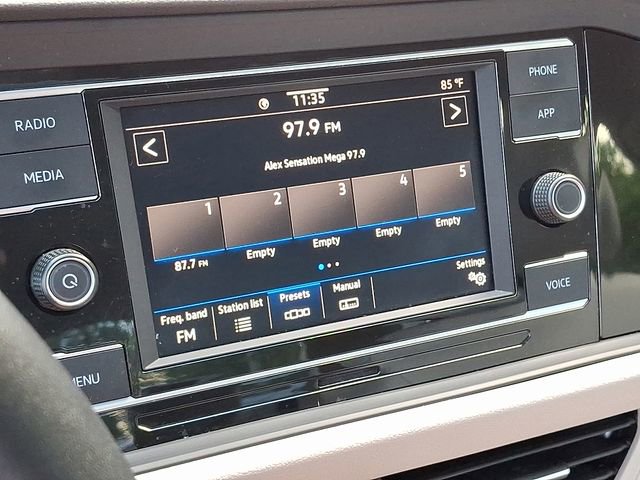 11:35
85 °F
97.9 FM
Alex Sensation Mega 97.9
1 2 3 4 5
87.7 FM Empty Empty Empty Empty
Freq. band Station list Presets Manual Settings
FM
RADIO
MEDIA
MENU
PHONE
APP
VOICE